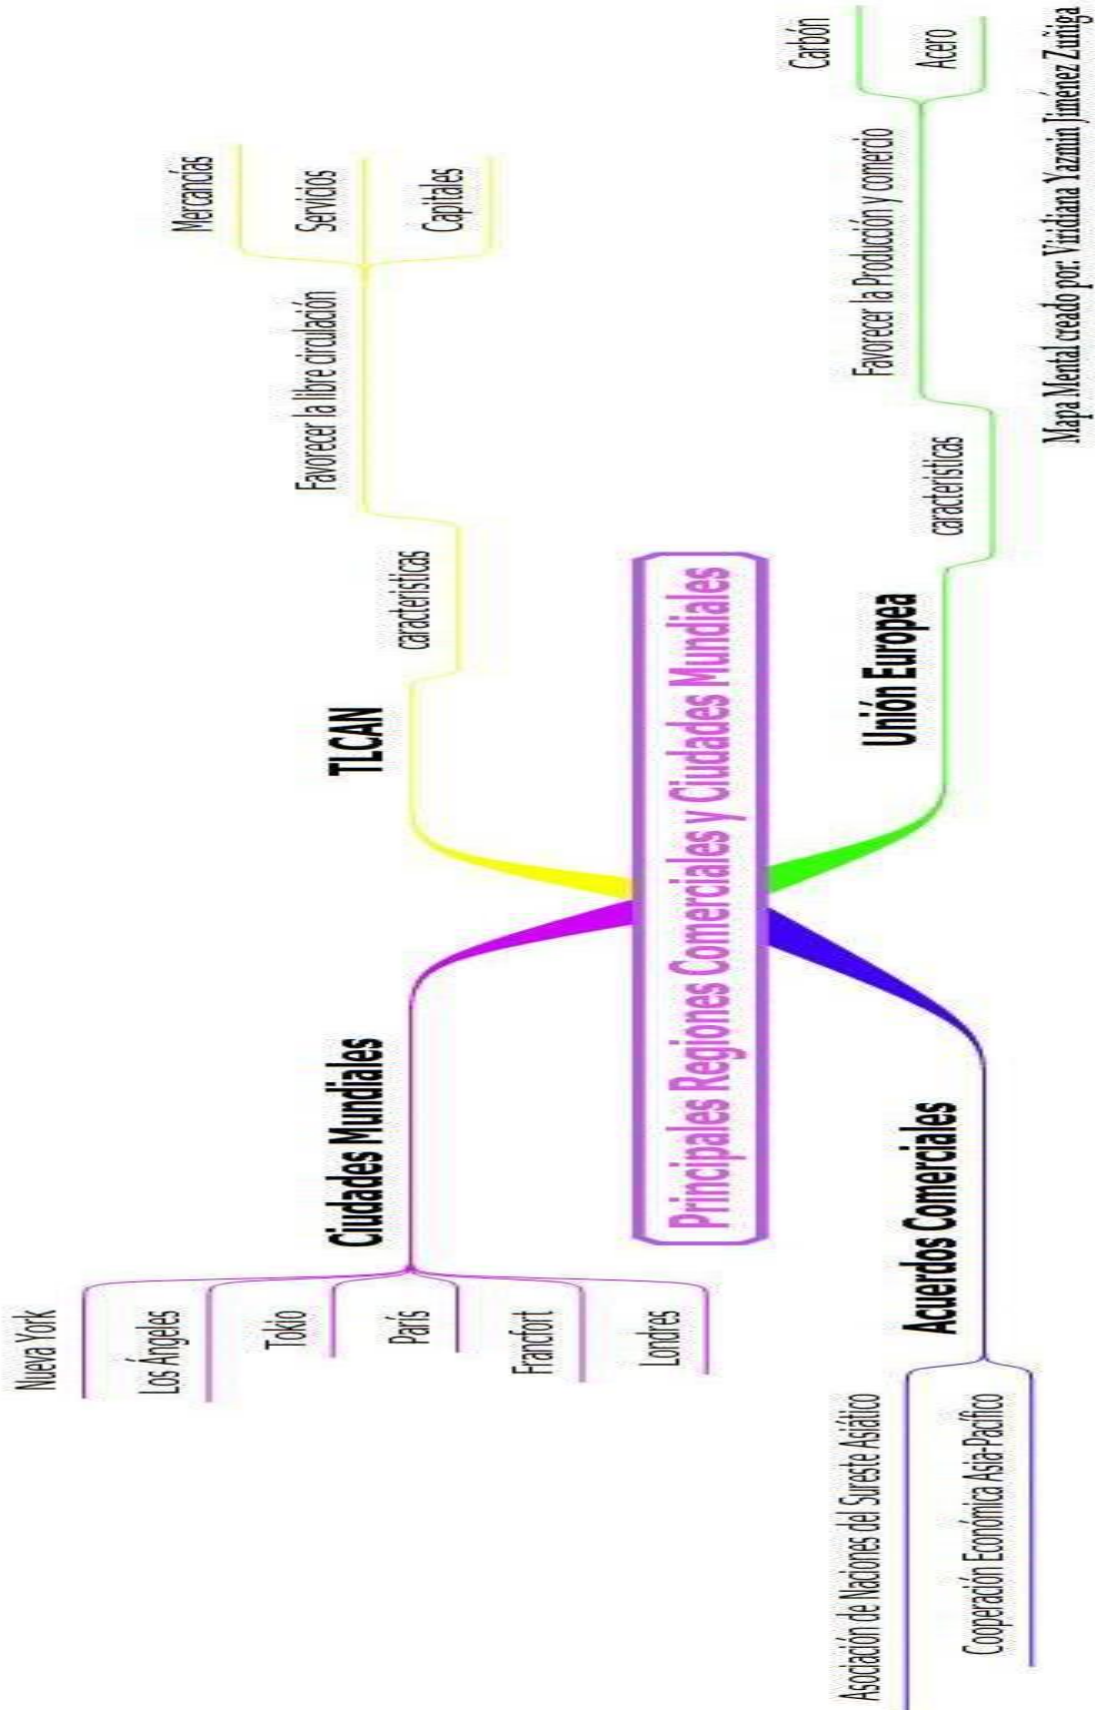 Nueva York
Los Ángeles
Tokio
París
Francfort
Londres
Ciudades Mundiales
TLCAN
características
Favorecer la libre circulación
Mercancías
Servicios
Capitales
Principales Regiones Comerciales y Ciudades Mundiales
Asociación de Naciones del Sureste Asiático
Cooperación Económica Asia-Pacífico
Acuerdos Comerciales
Unión Europea
características
Favorecer la Producción y comercio
Carbón
Acero
Mapa Mental creado por: Viridiana Yazmin Jiménez Zuñiga